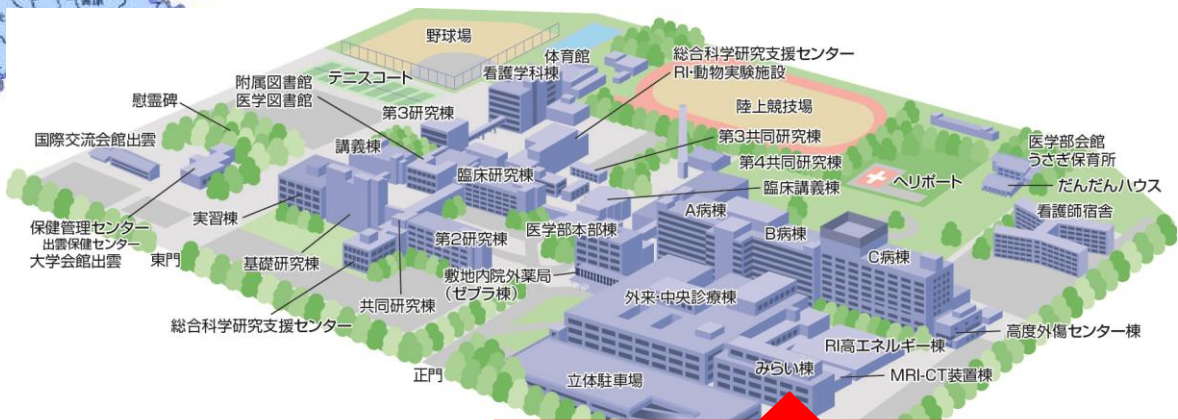 野球場
体育館
テニスコート
看護学科棟
総合科学研究支援センター
RI・動物実験施設
附属図書館
医学図書館
慰霊碑
陸上競技場
第3研究棟
第3共同研究棟
国際交流会館出雲
講義棟
医学部会館
うさぎ保育所
第4共同研究棟
臨床研究棟
ヘリポート
だんだんハウス
臨床講義棟
A病棟
看護師宿舎
実習棟
保健管理センター
出雲保健センター
大学会館出雲
東門
第2研究棟
医学部本部棟
B病棟
C病棟
基礎研究棟
敷地内院外薬局
(ゼブラ棟)
外来・中央診療棟
共同研究棟
総合科学研究支援センター
高度外傷センター棟
RI高エネルギー棟
みらい棟
MRI-CT装置棟
正門
立体駐車場